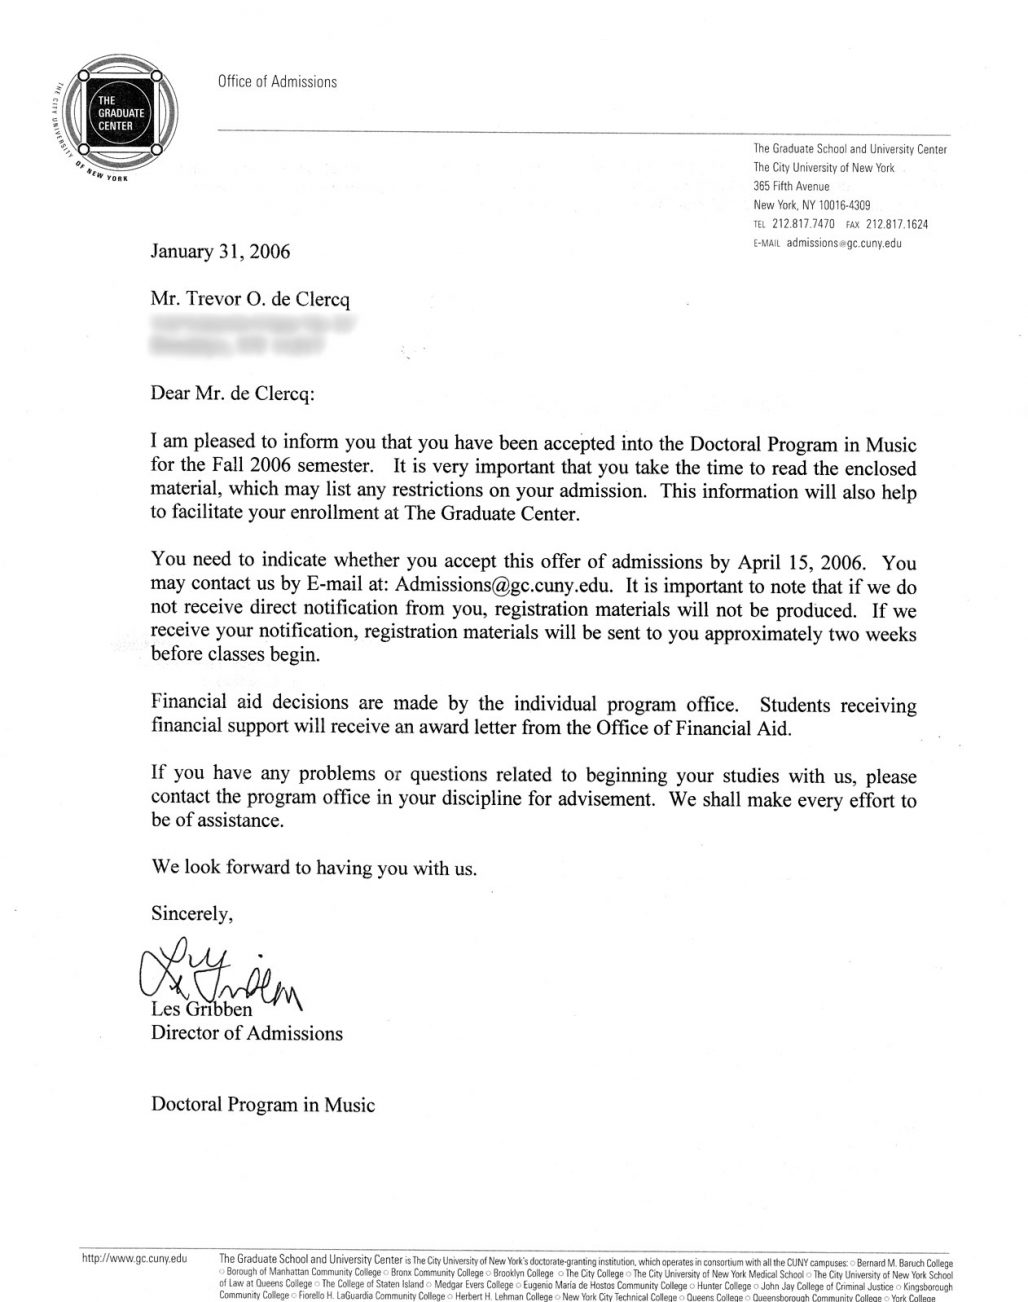 THE CITY UNIVERSITY OF NEW YORK
THE
GRADUATE
CENTER
Office of Admissions
The Graduate School and University Center
The City University of New York
365 Fifth Avenue
New York, NY 10016-4309
TEL 212.817.7470 FAX 212.817.1624
E-MAIL admissions@gc.cuny.edu
January 31, 2006
Mr. Trevor O. de Clercq
Dear Mr. de Clercq:
I am pleased to inform you that you have been accepted into the Doctoral Program in Music
for the Fall 2006 semester. It is very important that you take the time to read the enclosed
material, which may list any restrictions on your admission. This information will also help
to facilitate your enrollment at The Graduate Center.
You need to indicate whether you accept this offer of admissions by April 15, 2006. You
may contact us by E-mail at: Admissions@gc.cuny.edu. It is important to note that if we do
not receive direct notification from you, registration materials will not be produced. If we
receive your notification, registration materials will be sent to you approximately two weeks
before classes begin.
Financial aid decisions are made by the individual program office. Students receiving
financial support will receive an award letter from the Office of Financial Aid.
If you have any problems or questions related to beginning your studies with us, please
contact the program office in your discipline for advisement. We shall make every effort to
be of assistance.
We look forward to having you with us.
Sincerely,
Les Gribben
Director of Admissions
Doctoral Program in Music
http://www.gc.cuny.edu
The Graduate School and University Center is The City University of New York's doctorate-granting institution, which operates in consortium with all the CUNY campuses: ○ Bernard M. Baruch College
○ Borough of Manhattan Community College ○ Bronx Community College ○ Brooklyn College ○ The City College ○ The City University of New York Medical School ○ The City University of New York School
of Law at Queens College ○ The College of Staten Island ○ Medgar Evers College ○ Eugenio María de Hostos Community College ○ Hunter College ○ John Jay College of Criminal Justice ○ Kingsborough
Community College ○ Fiorello H. LaGuardia Community College ○ Herbert H. Lehman College ○ New York City Technical College ○ Queens College ○ Queensborough Community College ○ York College